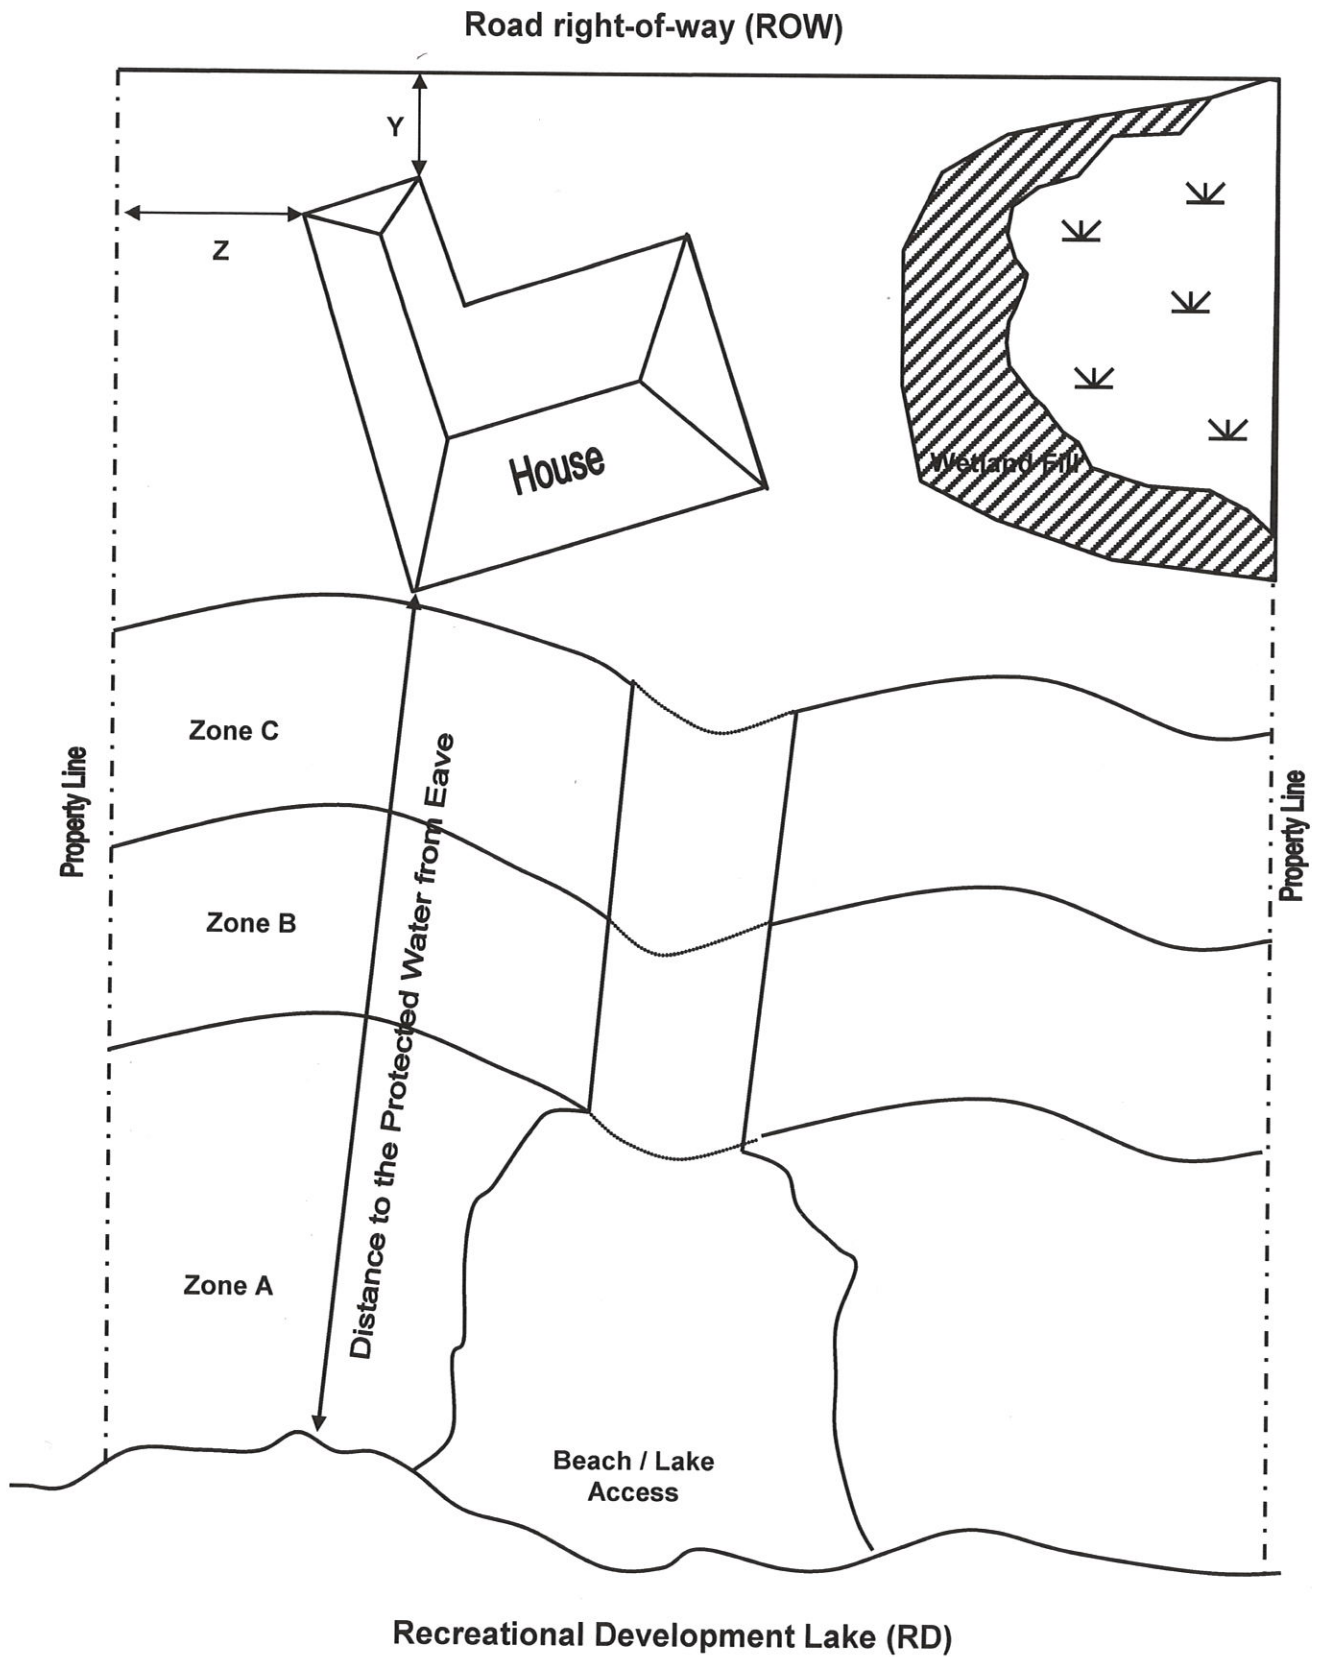 Road right-of-way (ROW)
Y
Z
House
Wetland Fill
Zone C
Property Line
Distance to the Protected Water from Eave
Property Line
Zone B
Zone A
Beach / Lake
Access
Recreational Development Lake (RD)